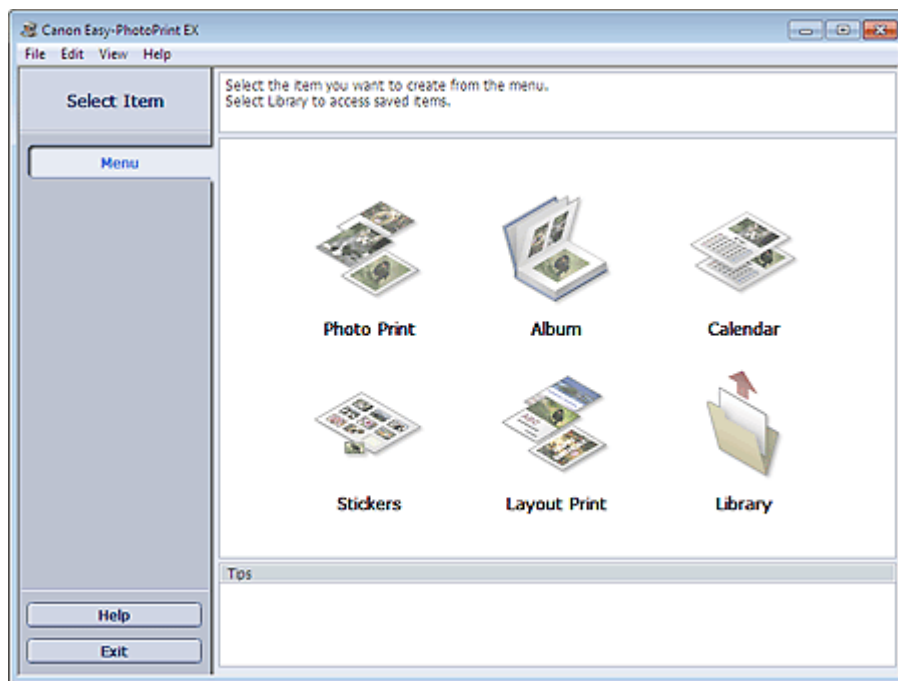 Canon Easy-PhotoPrint EX
File Edit View Help
Select Item
Select the item you want to create from the menu.
Select Library to access saved items.
Menu
Photo Print
Album
Calendar
Stickers
Layout Print
Library
Tips
Help
Exit